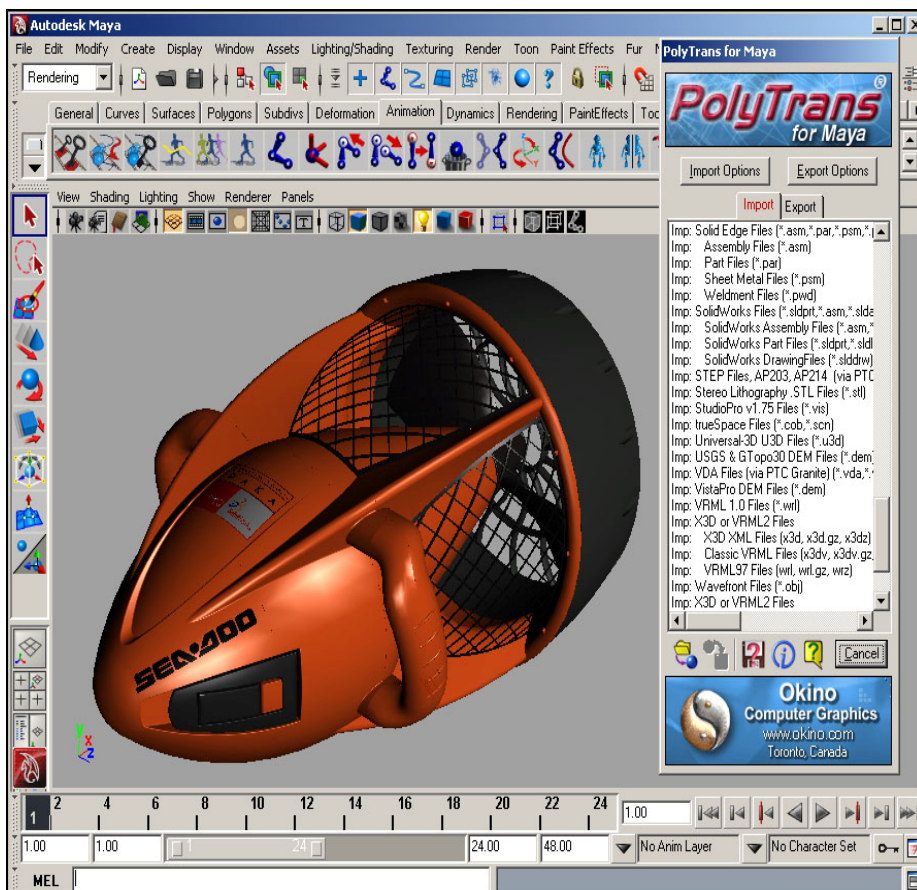 Autodesk Maya
File Edit Modify Create Display Window Assets Lighting/Shading Texturing Render Toon Paint Effects Fur
Rendering
General Curves Surfaces Polygons Subdivs Deformation Animation Dynamics Rendering PaintEffects Too
View Shading Lighting Show Renderer Panels
SEA-DOO
y x z
PolyTrans for Maya
PolyTrans®
for Maya
Import Options Export Options
Import Export
Imp: Solid Edge Files (*.asm,*.par,*.psm,*.
Imp: Assembly Files (*.asm)
Imp: Part Files (*.par)
Imp: Sheet Metal Files (*.psm)
Imp: Weldment Files (*.pwd)
Imp: SolidWorks Files (*.sldprt,*.asm,*.slda
Imp: SolidWorks Assembly Files (*.asm,*
Imp: SolidWorks Part Files (*.sldprt,*.sldl
Imp: SolidWorks DrawingFiles (*.slddrw)
Imp: STEP Files, AP203, AP214 (via PTC
Imp: Stereo Lithography .STL Files (*.stl)
Imp: StudioPro v1.75 Files (*.vis)
Imp: trueSpace Files (*.cob,*.scn)
Imp: Universal-3D U3D Files (*.u3d)
Imp: USGS & GTopo30 DEM Files (*.dem)
Imp: VDA Files (via PTC Granite) (*.vda,*.
Imp: VistaPro DEM Files (*.dem)
Imp: VRML 1.0 Files (*.wrl)
Imp: X3D or VRML2 Files
Imp: X3D XML Files (x3d, x3d.gz, x3dz)
Imp: Classic VRML Files (x3dv, x3dv.gz,
Imp: VRML97 Files (wrl, wrl.gz, wrz)
Imp: Wavefront Files (*.obj)
Imp: X3D or VRML2 Files
Cancel
Okino
Computer Graphics
www.okino.com
Toronto, Canada
1 2 4 6 8 10 12 14 16 18 20 22 24 1.00
1.00 1.00 1 24 24.00 48.00 No Anim Layer No Character Set
MEL